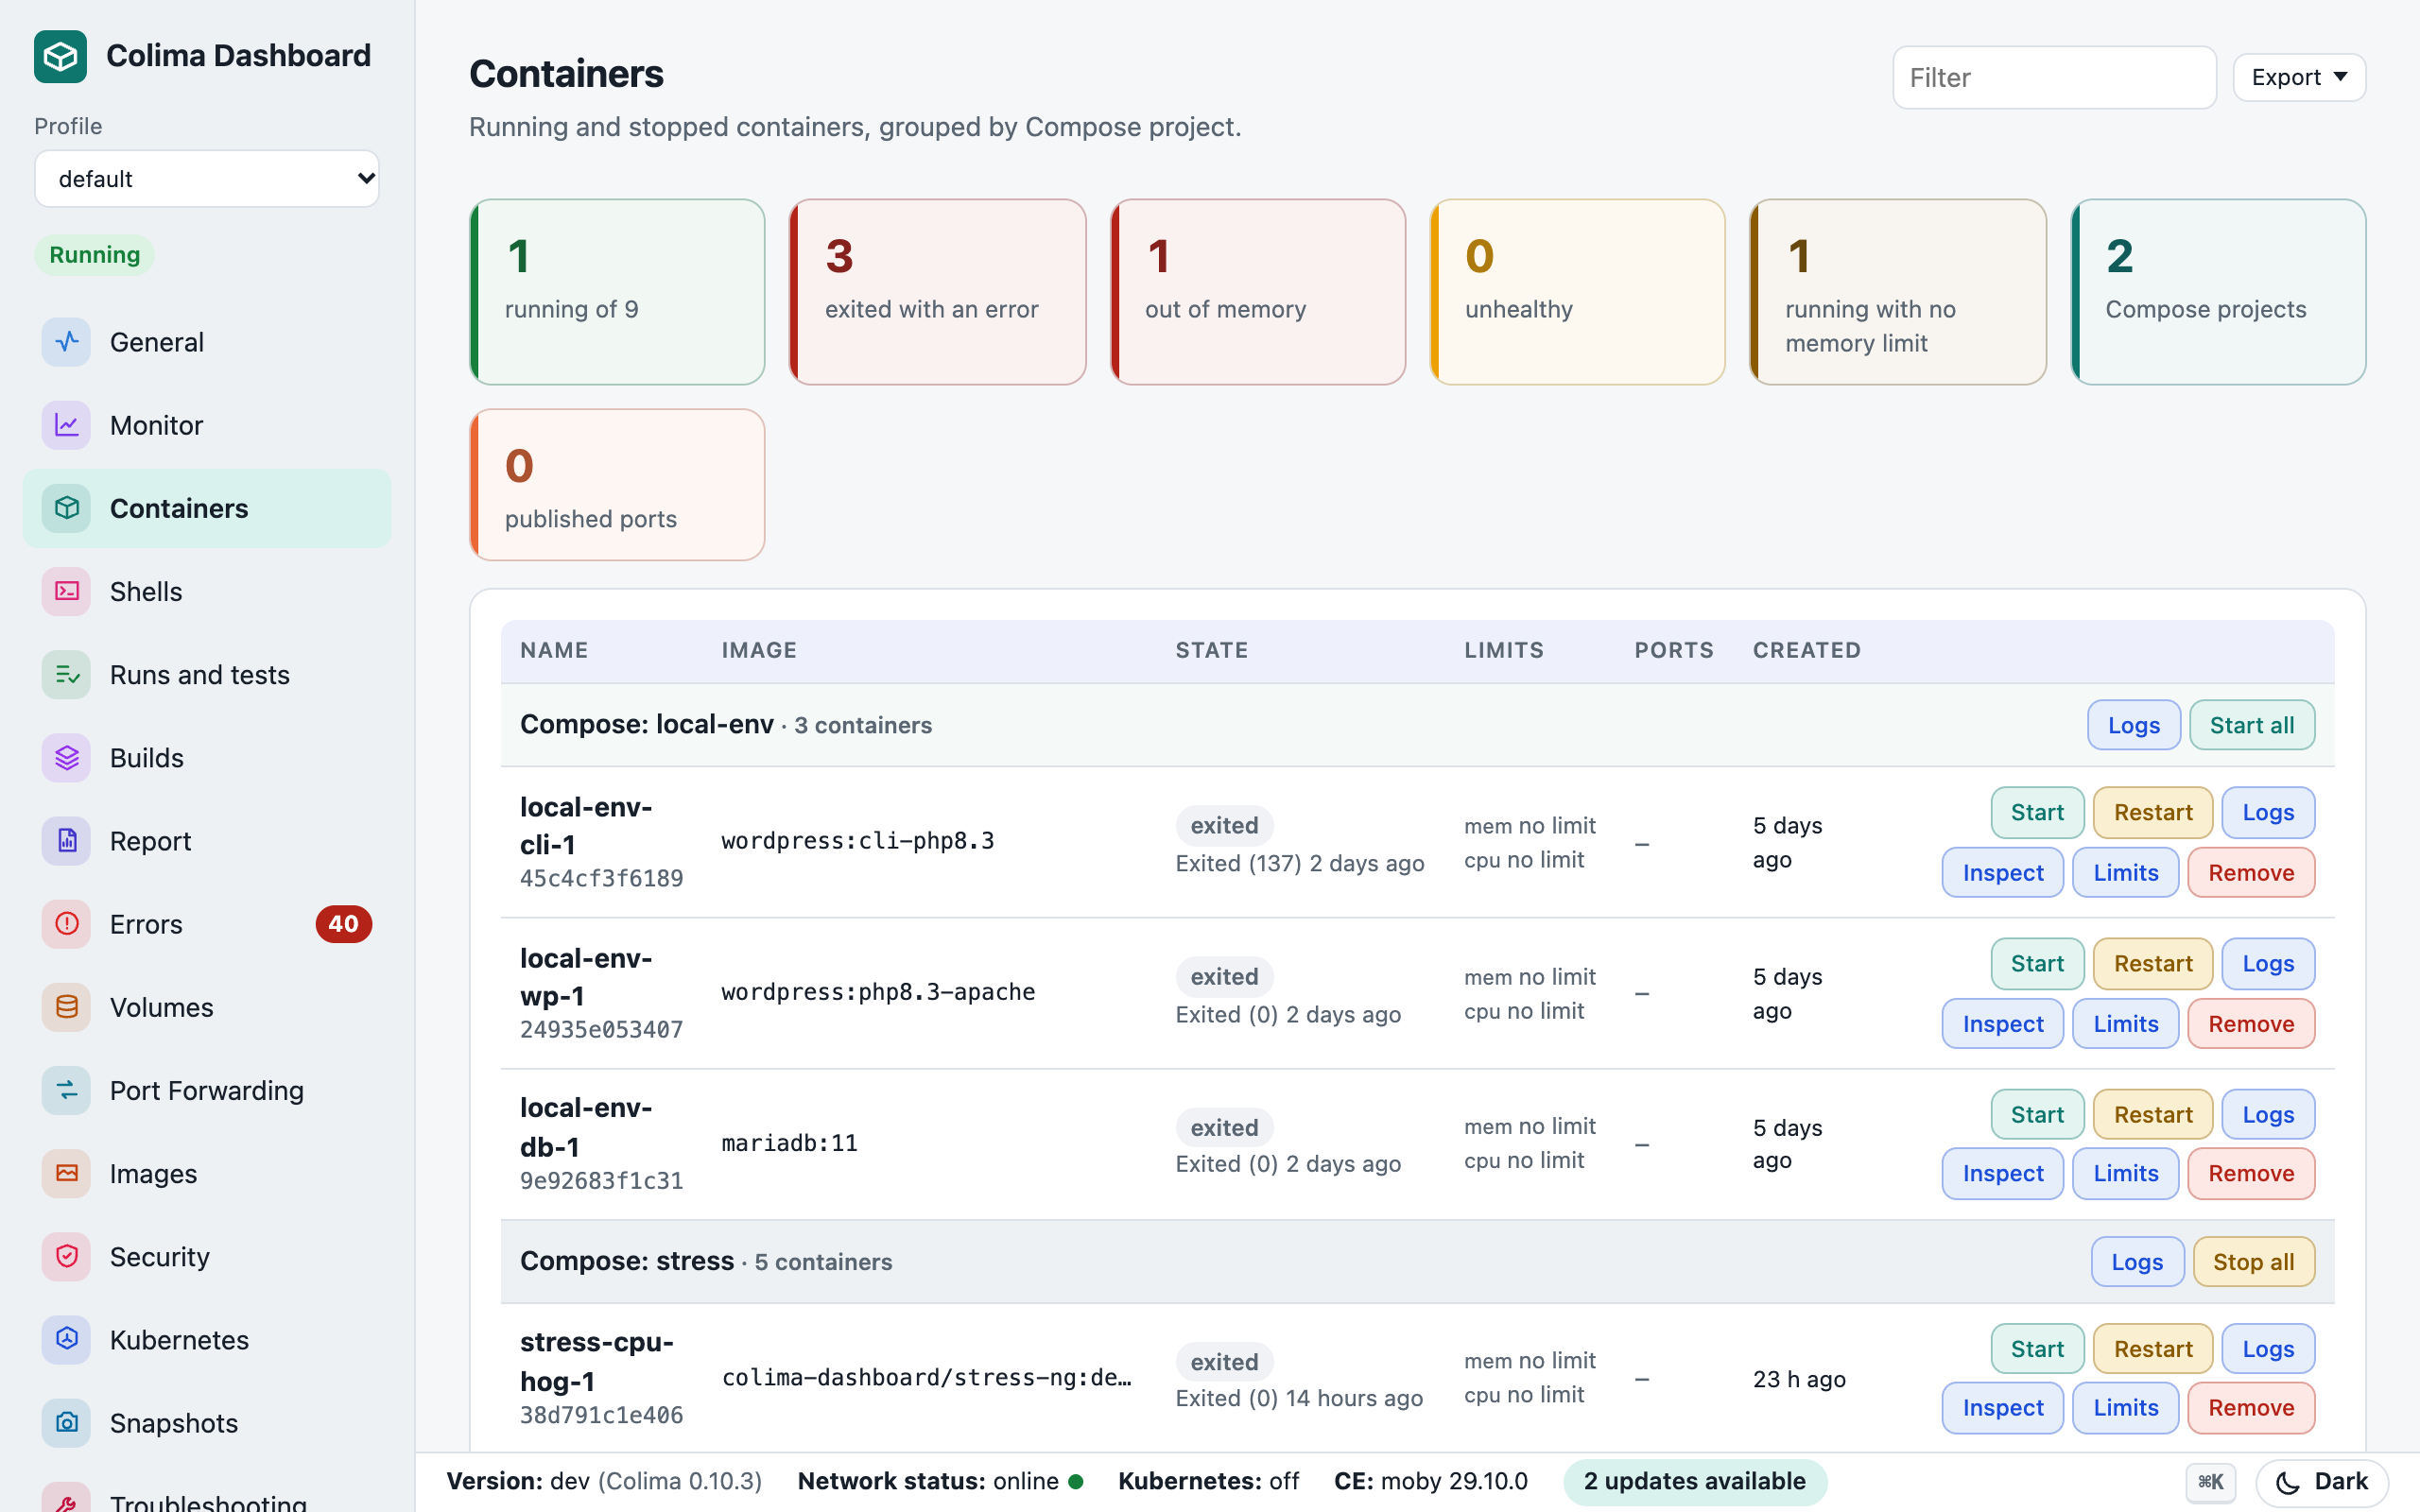 Colima Dashboard
Profile
default
Running
General
Monitor
Containers
Shells
Runs and tests
Builds
Report
Errors 40
Volumes
Port Forwarding
Images
Security
Kubernetes
Snapshots
Troubleshooting
Containers
Running and stopped containers, grouped by Compose project.
Filter
Export
1
running of 9
3
exited with an error
1
out of memory
0
unhealthy
1
running with no
memory limit
2
Compose projects
0
published ports
NAME IMAGE STATE LIMITS PORTS CREATED
Compose: local-env · 3 containers
Logs Start all
local-env-
cli-1
45c4cf3f6189
wordpress:cli-php8.3
exited
Exited (137) 2 days ago
mem no limit
cpu no limit
–
5 days
ago
Start Restart Logs
Inspect Limits Remove
local-env-
wp-1
24935e053407
wordpress:php8.3-apache
exited
Exited (0) 2 days ago
mem no limit
cpu no limit
–
5 days
ago
Start Restart Logs
Inspect Limits Remove
local-env-
db-1
9e92683f1c31
mariadb:11
exited
Exited (0) 2 days ago
mem no limit
cpu no limit
–
5 days
ago
Start Restart Logs
Inspect Limits Remove
Compose: stress · 5 containers
Logs Stop all
stress-cpu-
hog-1
38d791c1e406
colima-dashboard/stress-ng:de…
exited
Exited (0) 14 hours ago
mem no limit
cpu no limit
–
23 h ago
Start Restart Logs
Inspect Limits Remove
Version: dev (Colima 0.10.3) Network status: online Kubernetes: off CE: moby 29.10.0 2 updates available
⌘K Dark